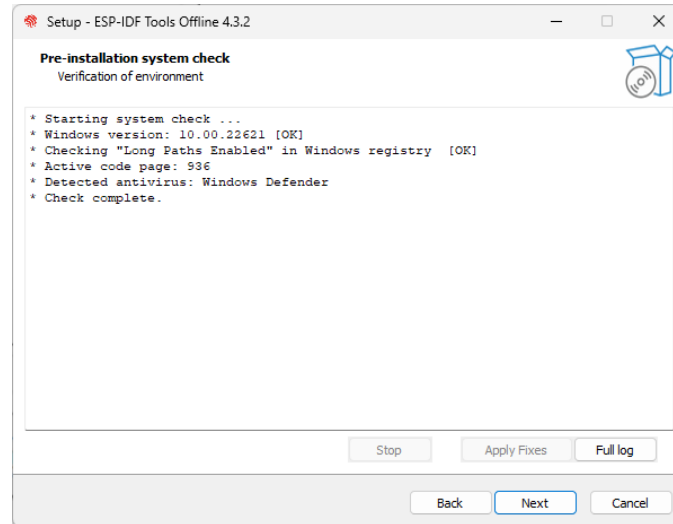 Setup - ESP-IDF Tools Offline 4.3.2
Pre-installation system check
Verification of environment
* Starting system check ...
* Windows version: 10.00.22621 [OK]
* Checking "Long Paths Enabled" in Windows registry  [OK]
* Active code page: 936
* Detected antivirus: Windows Defender
* Check complete.
Stop Apply Fixes Full log
Back Next Cancel